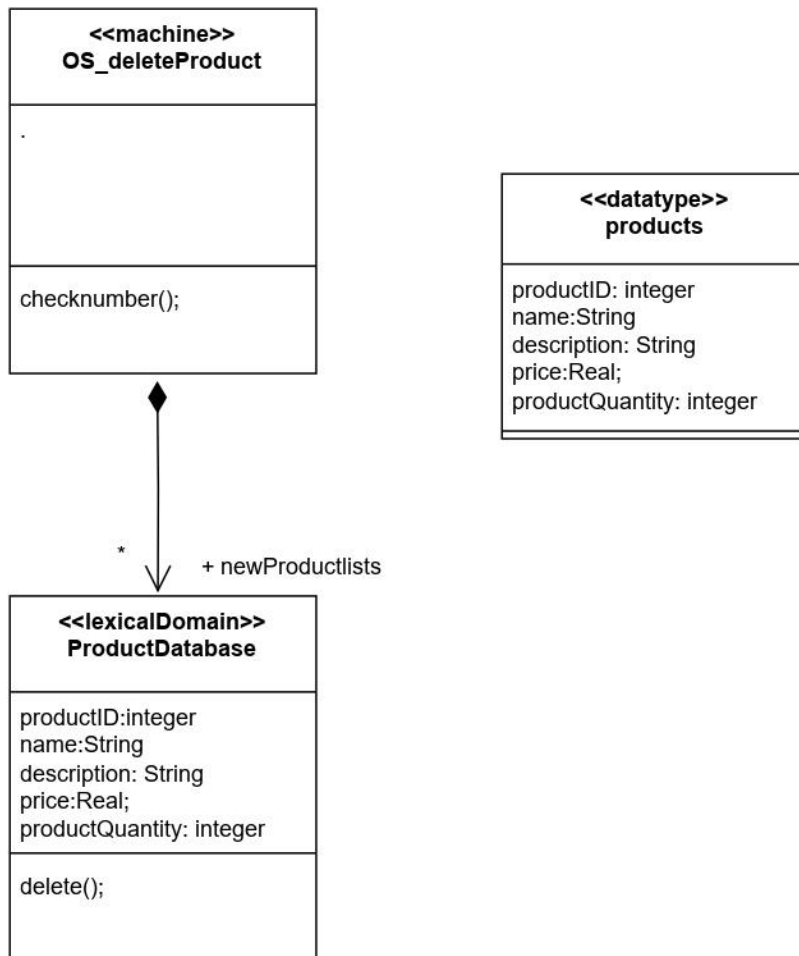 <<machine>>
OS_deleteProduct
.
checknumber();
<<datatype>>
products
productID: integer
name:String
description: String
price:Real;
productQuantity: integer
*
+ newProductlists
<<lexicalDomain>>
ProductDatabase
productID:integer
name:String
description: String
price:Real;
productQuantity: integer
delete();